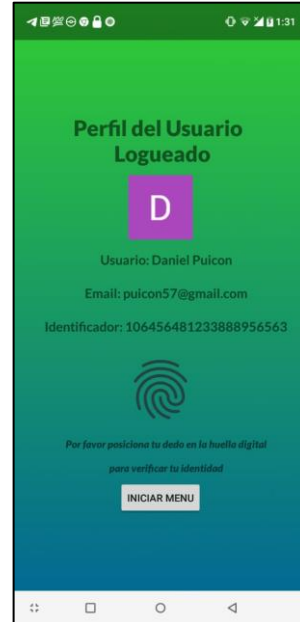 1:31
Perfil del Usuario
Logueado
D
Usuario: Daniel Puicon
Email: puicon57@gmail.com
Identificador: 106456481233888956563
Por favor posiciona tu dedo en la huella digital
para verificar tu identidad
INICIAR MENU